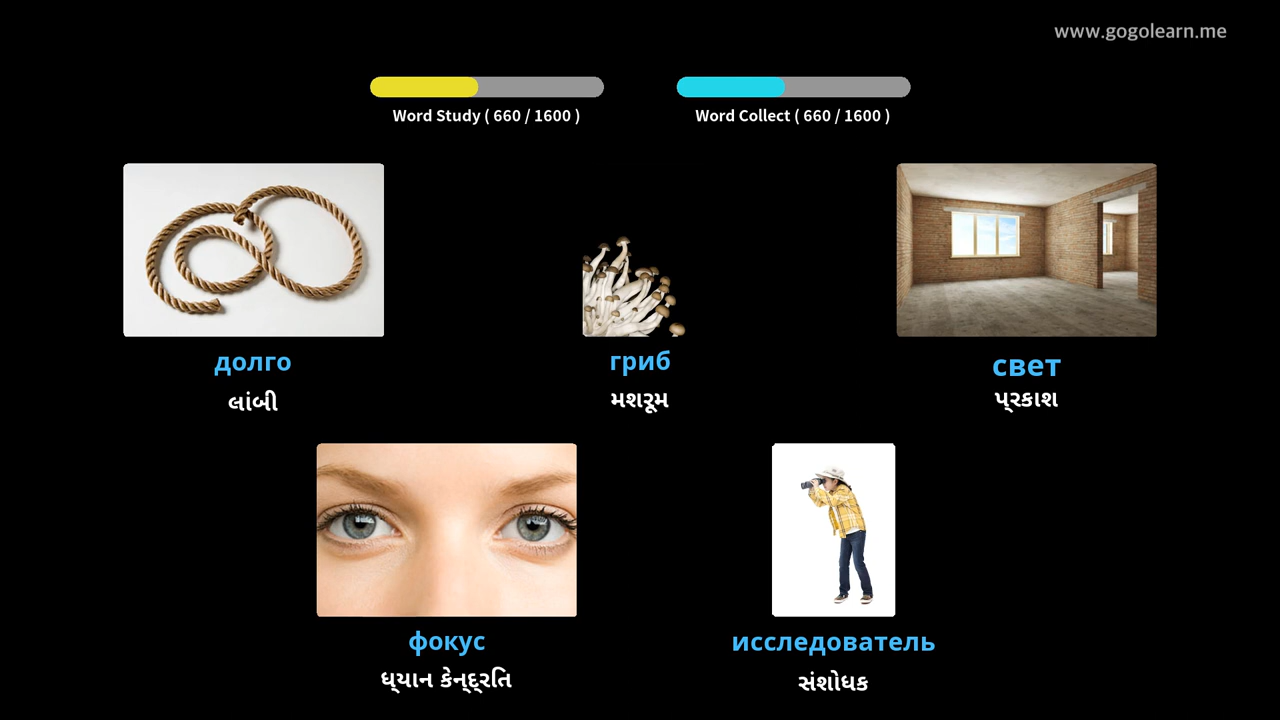 www.gogolearn.me
Word Study ( 660 / 1600 )
Word Collect ( 660 / 1600 )
долго
гриб
свет
લાંબી
મશરૂમ
પ્રકાશ
фокус
исследователь
ધ્યાન કેન્દ્રતિ
સંશોધક